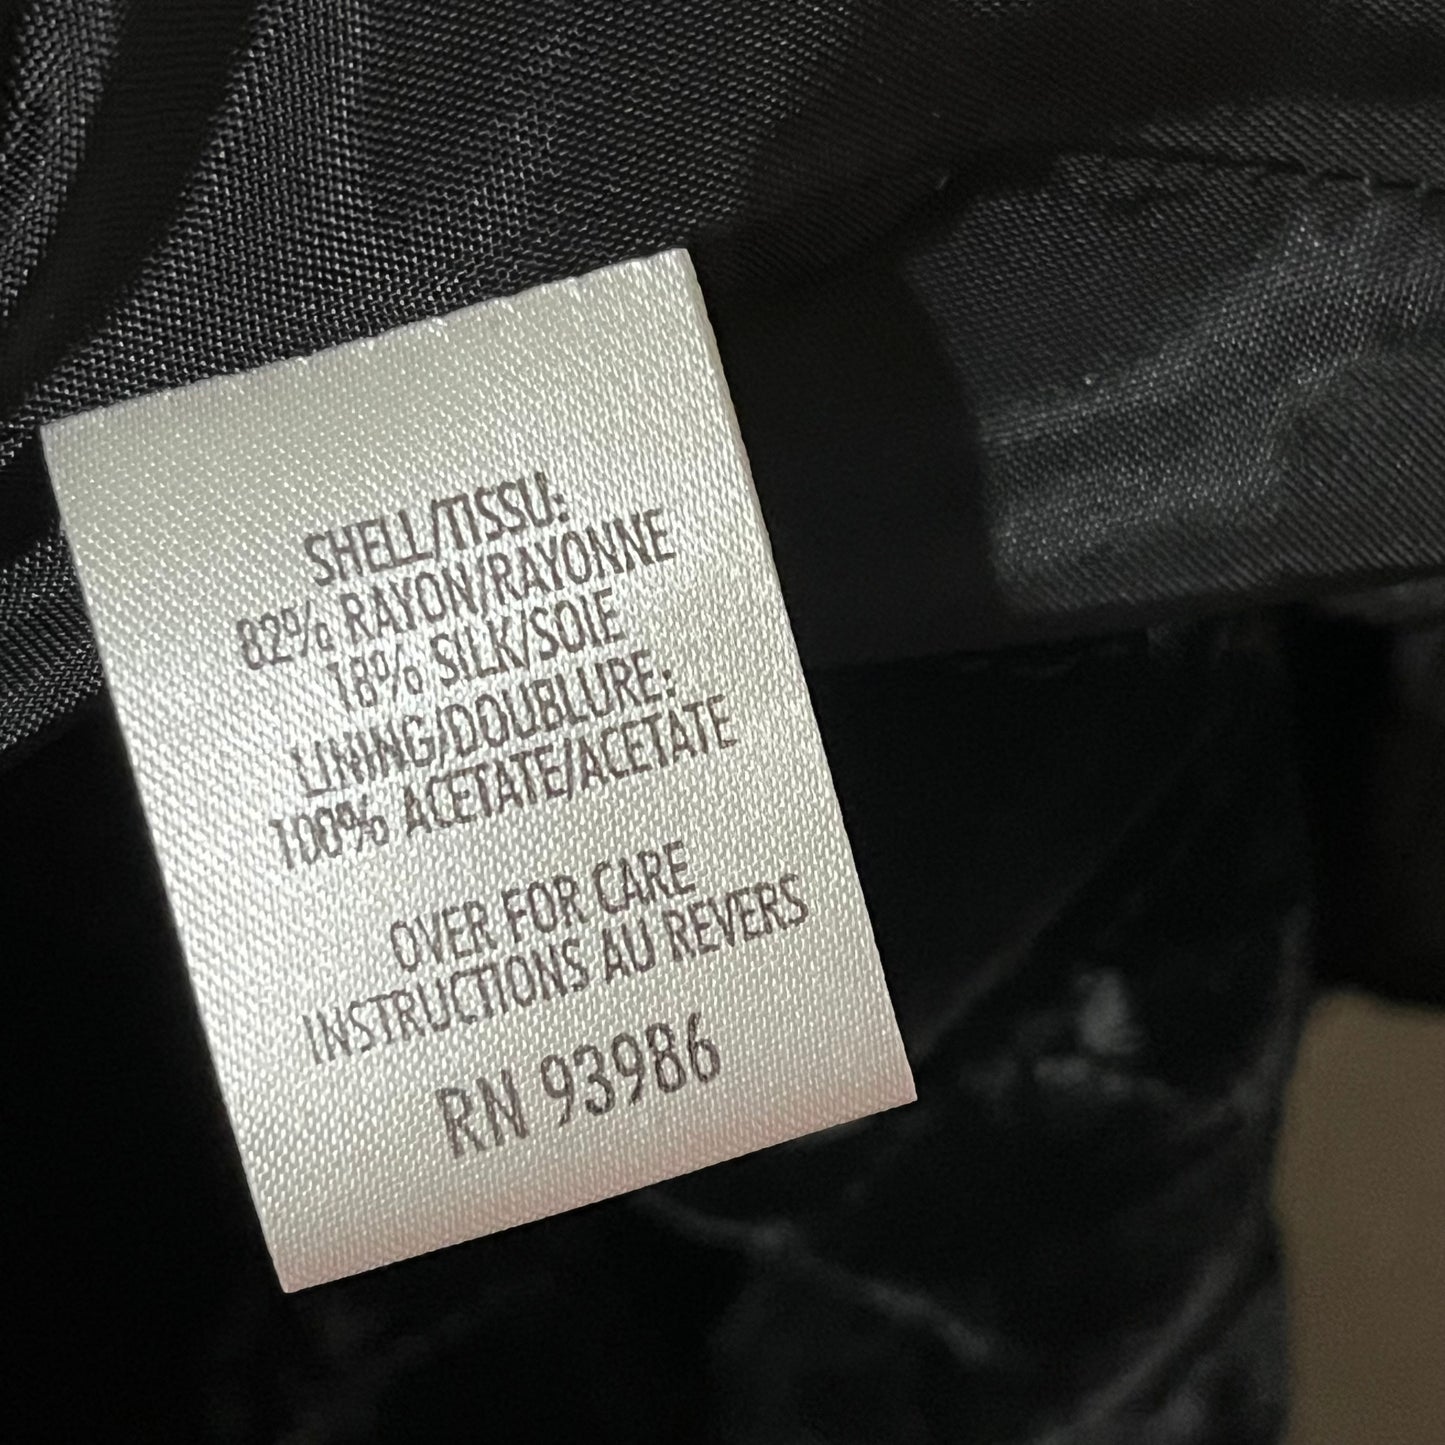 SHELL/TISSU:
82% RAYON/RAYONNE
18% SILK/SOIE
LINING/DOUBLURE:
100% ACETATE/ACETATE
OVER FOR CARE
INSTRUCTIONS AU REVERS
RN 93986